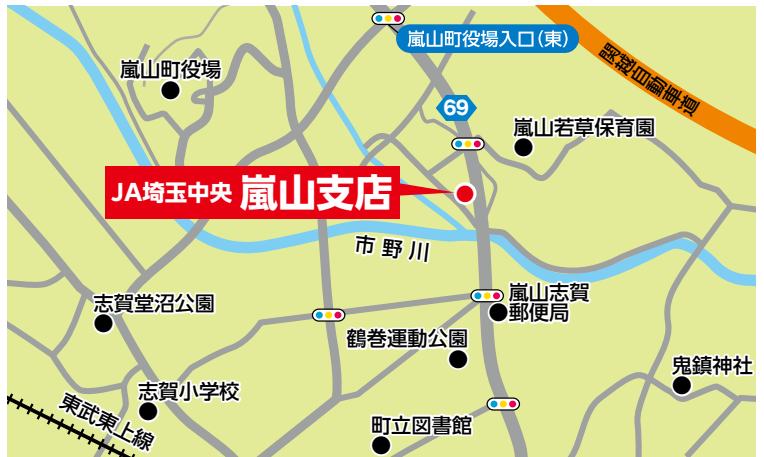 嵐山町役場入口（東）
関越自動車道
嵐山町役場
69
嵐山若草保育園
JA埼玉中央 嵐山支店
市野川
志賀堂沼公園
嵐山志賀
郵便局
鶴巻運動公園
鬼鎮神社
志賀小学校
東武東上線
町立図書館